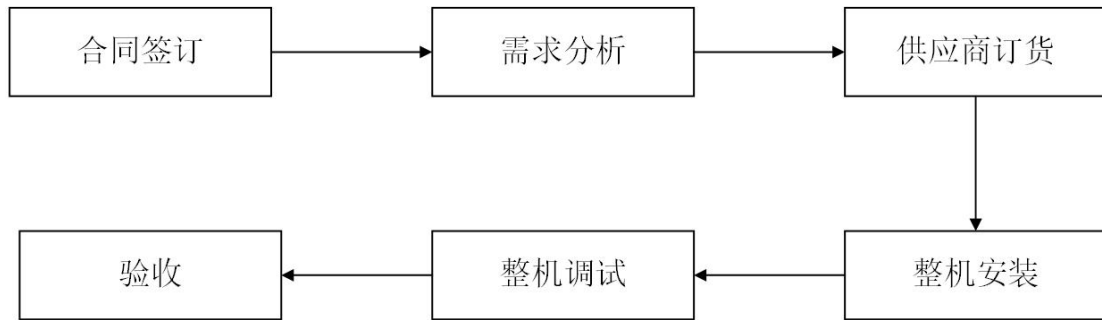 合同签订
需求分析
供应商订货
整机安装
整机调试
验收